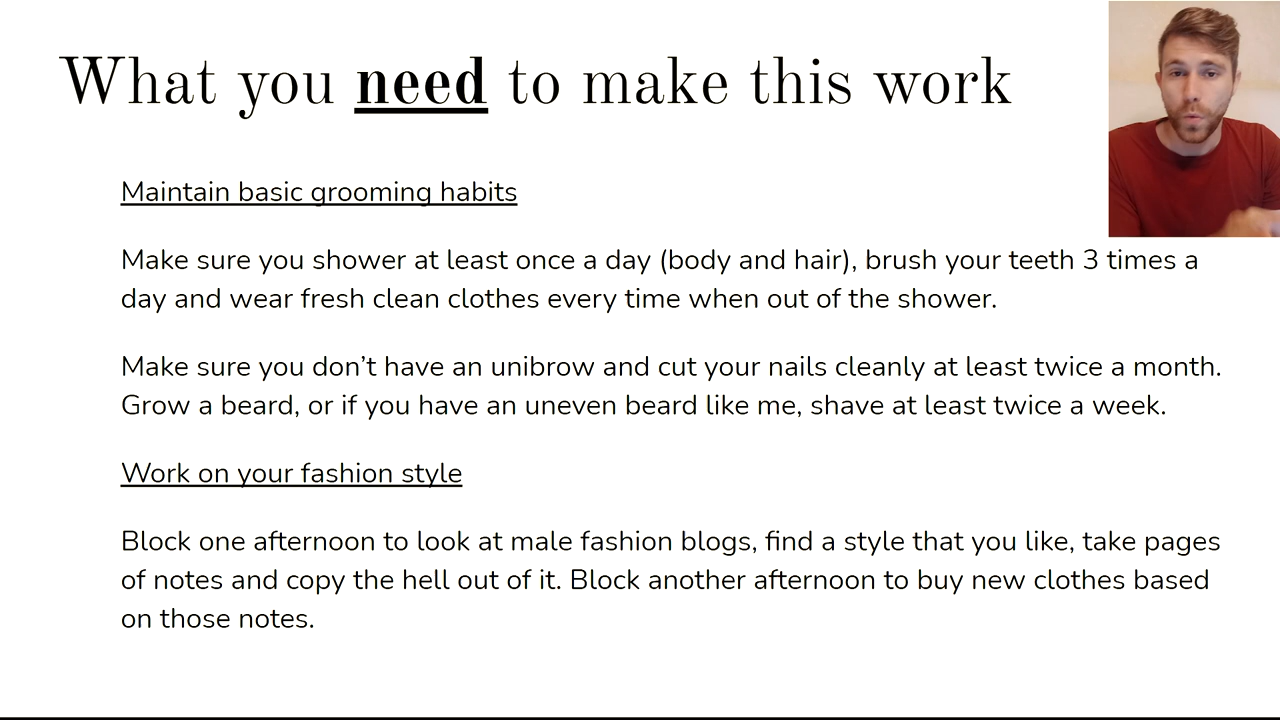 What you need to make this work
Maintain basic grooming habits
Make sure you shower at least once a day (body and hair), brush your teeth 3 times a
day and wear fresh clean clothes every time when out of the shower.
Make sure you don’t have an unibrow and cut your nails cleanly at least twice a month.
Grow a beard, or if you have an uneven beard like me, shave at least twice a week.
Work on your fashion style
Block one afternoon to look at male fashion blogs, find a style that you like, take pages
of notes and copy the hell out of it. Block another afternoon to buy new clothes based
on those notes.